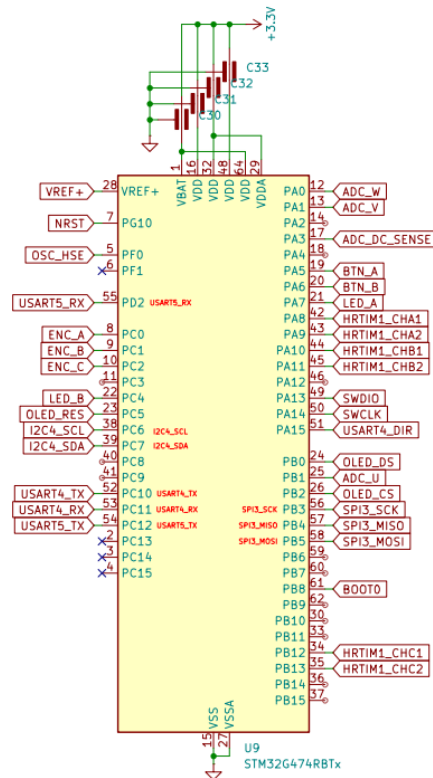 +3.3V
C33
C32
C31
C30
1 16 32 48 64 29
VBAT VDD VDD VDD VDD VDDA
VREF+ 28 VREF+ PA0 12 ADC_W
PA1 13 ADC_V
NRST 7 PG10 PA2 14
PA3 17 ADC_DC_SENSE
OSC_HSE 5 PF0 PA4 18
6 PF1 PA5 19 BTN_A
PA6 20 BTN_B
USART5_RX 55 PD2 USART5_RX PA7 21 LED_A
PA8 42 HRTIM1_CHA1
ENC_A 8 PC0 PA9 43 HRTIM1_CHA2
ENC_B 9 PC1 PA10 44 HRTIM1_CHB1
ENC_C 10 PC2 PA11 45 HRTIM1_CHB2
11 PC3 PA12 46
LED_B 22 PC4 PA13 49 SWDIO
OLED_RES 23 PC5 PA14 50 SWCLK
I2C4_SCL 38 PC6 I2C4_SCL PA15 51 USART4_DIR
I2C4_SDA 39 PC7 I2C4_SDA
40 PC8 PB0 24 OLED_DS
41 PC9 PB1 25 ADC_U
USART4_TX 52 PC10 USART4_TX PB2 26 OLED_CS
USART4_RX 53 PC11 USART4_RX SPI3_SCK PB3 56 SPI3_SCK
USART5_TX 54 PC12 USART5_TX SPI3_MISO PB4 57 SPI3_MISO
2 PC13 SPI3_MOSI PB5 58 SPI3_MOSI
3 PC14 PB6 59
4 PC15 PB7 60
PB8 61 BOOT0
PB9 62
PB10 30
PB11 33
PB12 34 HRTIM1_CHC1
PB13 35 HRTIM1_CHC2
PB14 36
PB15 37
VSS VSSA
15 27
U9
STM32G474RBTx